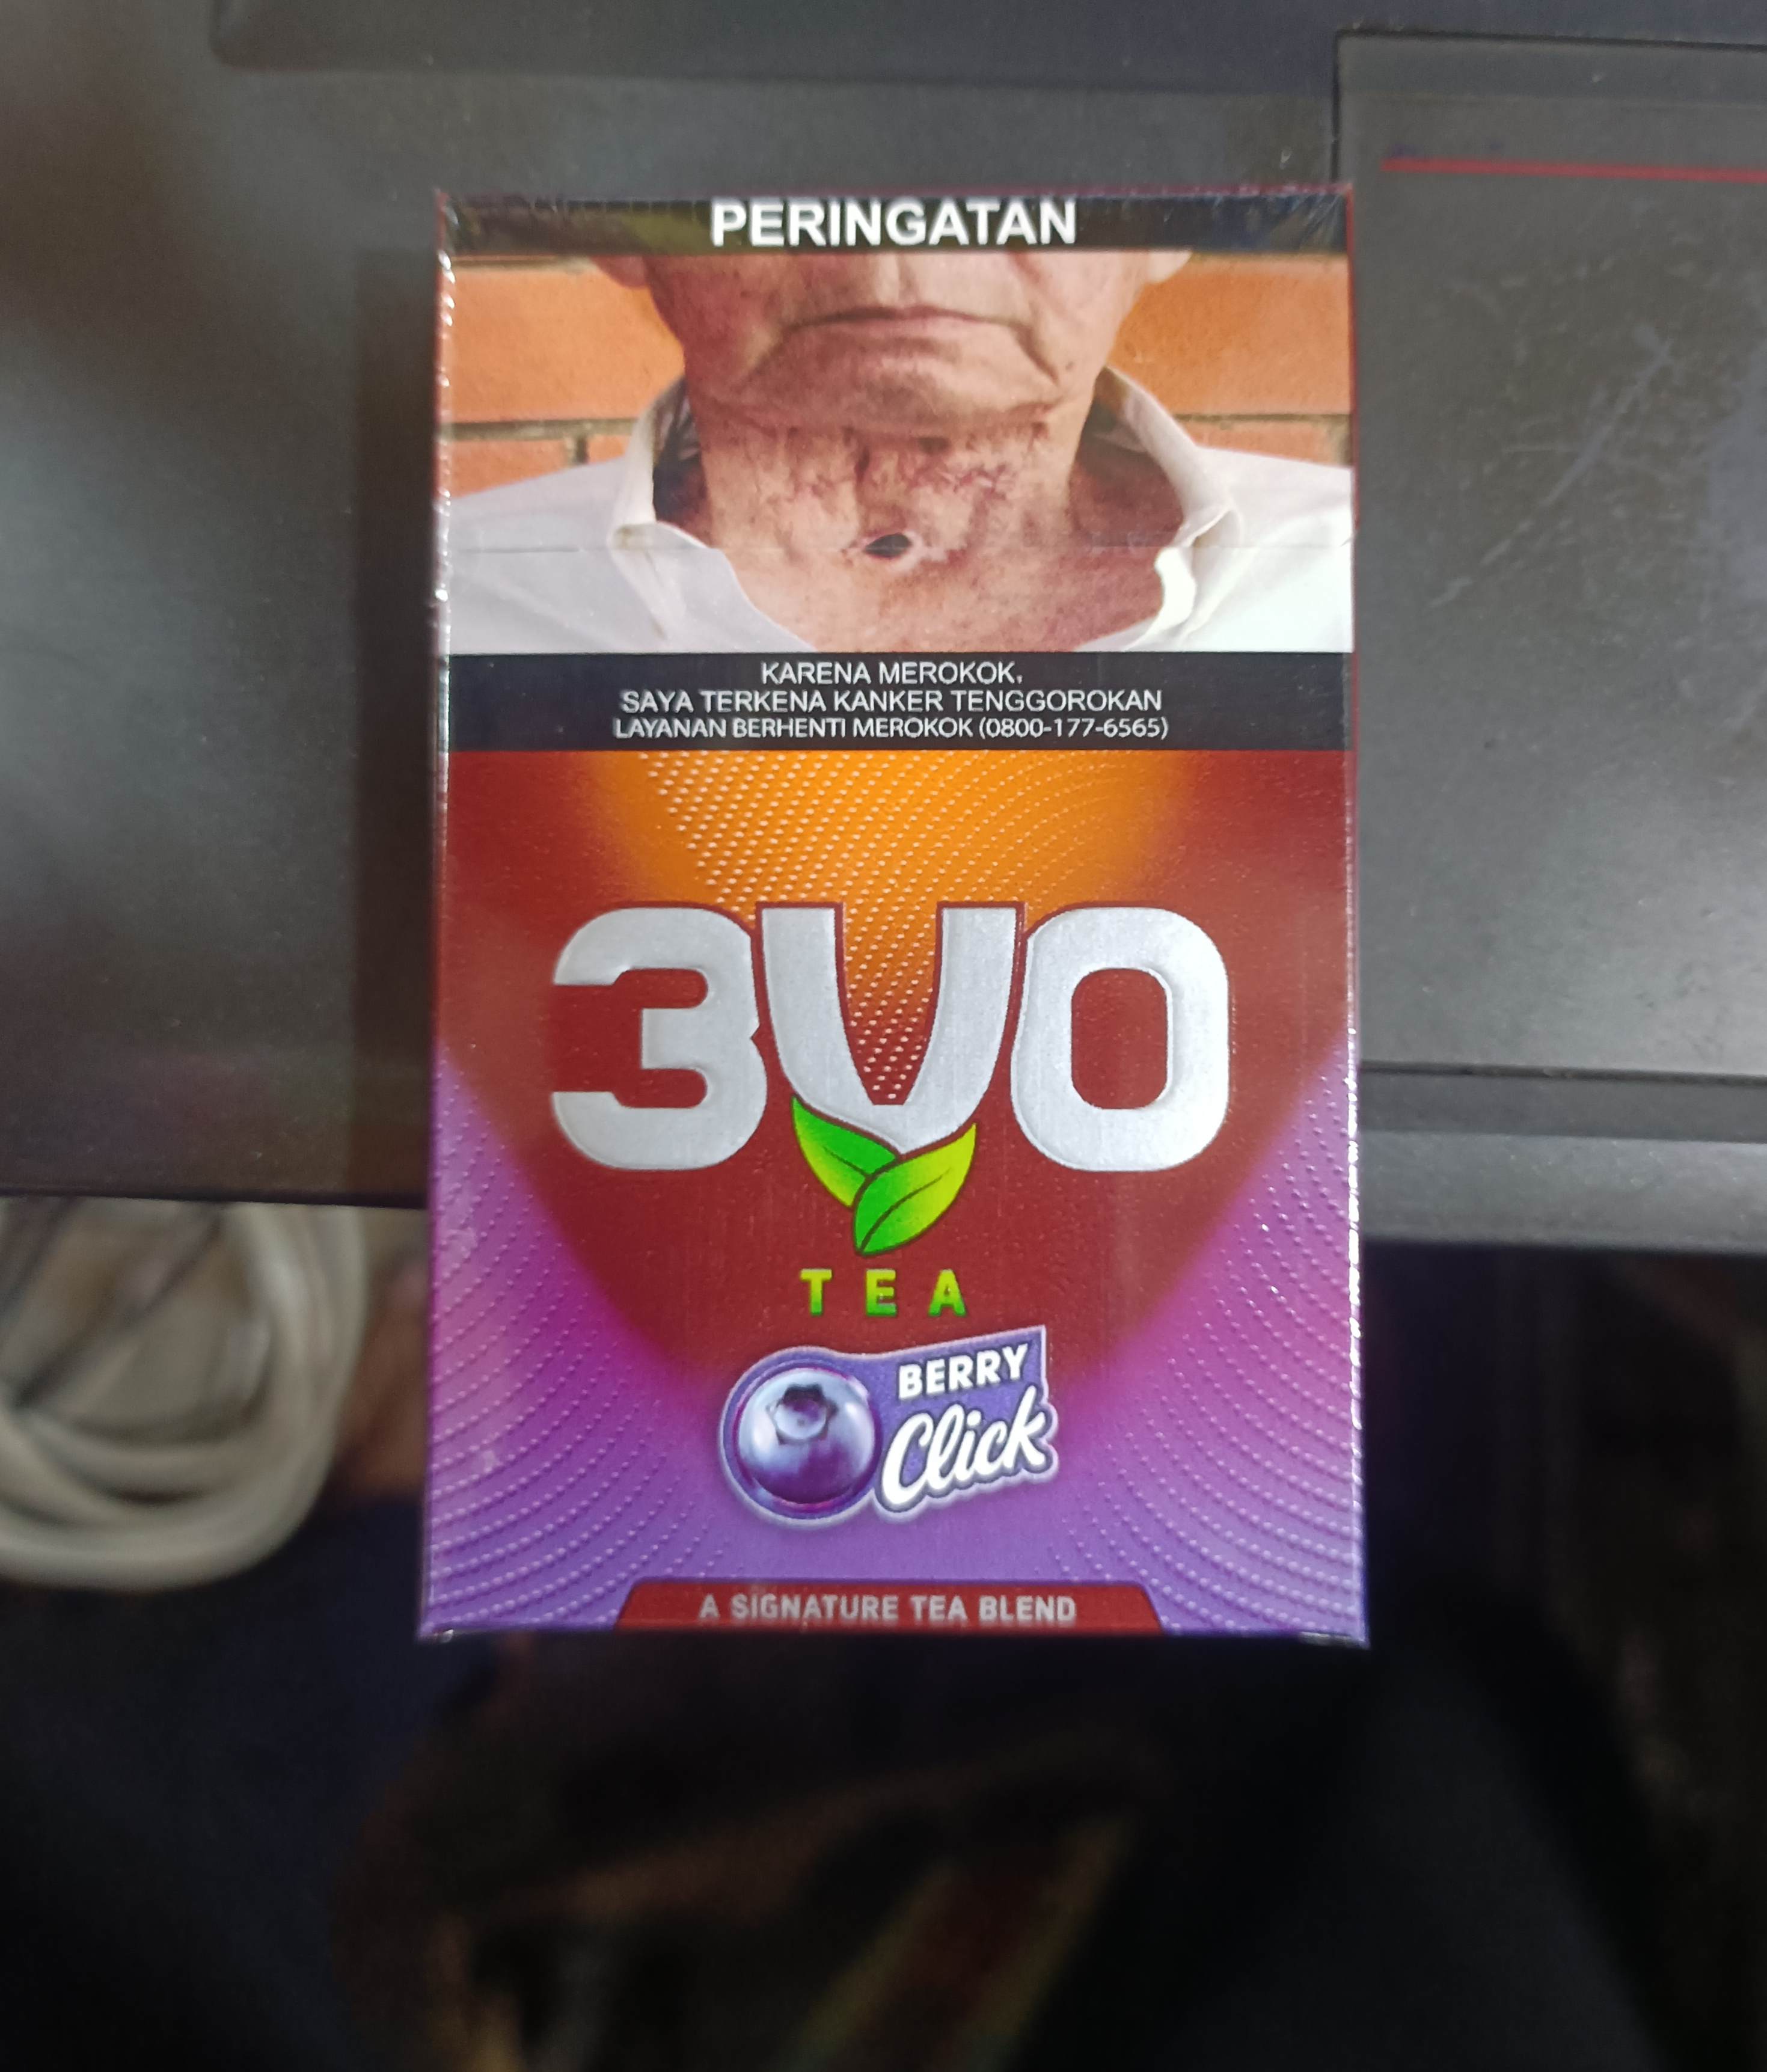 PERINGATAN
KARENA MEROKOK,
SAYA TERKENA KANKER TENGGOROKAN
LAYANAN BERHENTI MEROKOK (0800-177-6565)
3VO
TEA
BERRY
Click
A SIGNATURE TEA BLEND